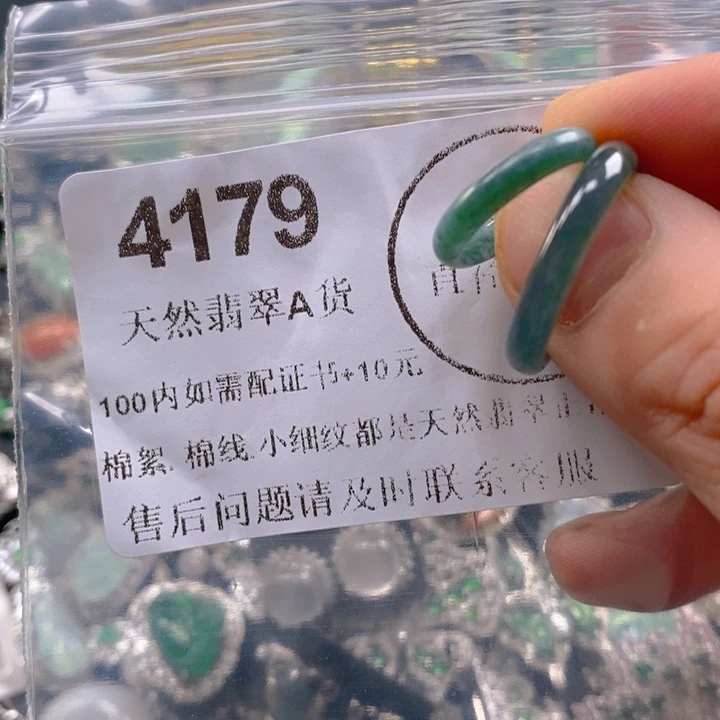 4179
天然翡翠A货
直
100内如需配证书+10元
棉絮.棉线.小细纹都是天然翡翠正
售后问题请及时联系客服